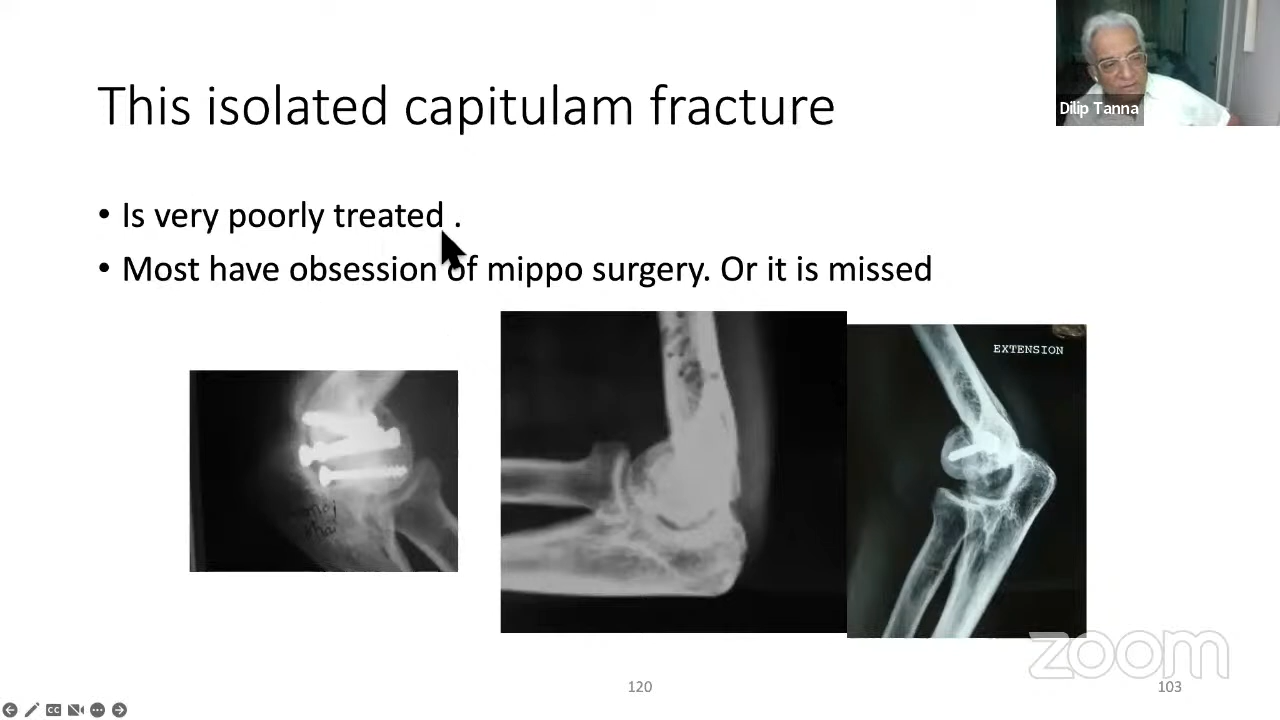 This isolated capitulam fracture
Dilip Tanna
• Is very poorly treated .
• Most have obsession of mippo surgery. Or it is missed
EXTENSION
zoom
120
103